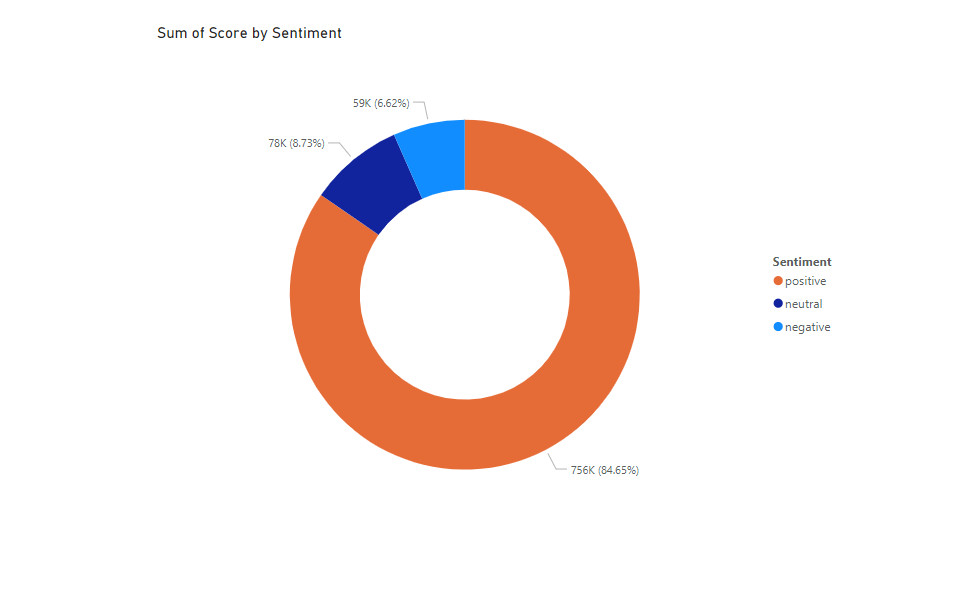 Sum of Score by Sentiment
59K (6.62%)
78K (8.73%)
Sentiment
positive
neutral
negative
756K (84.65%)